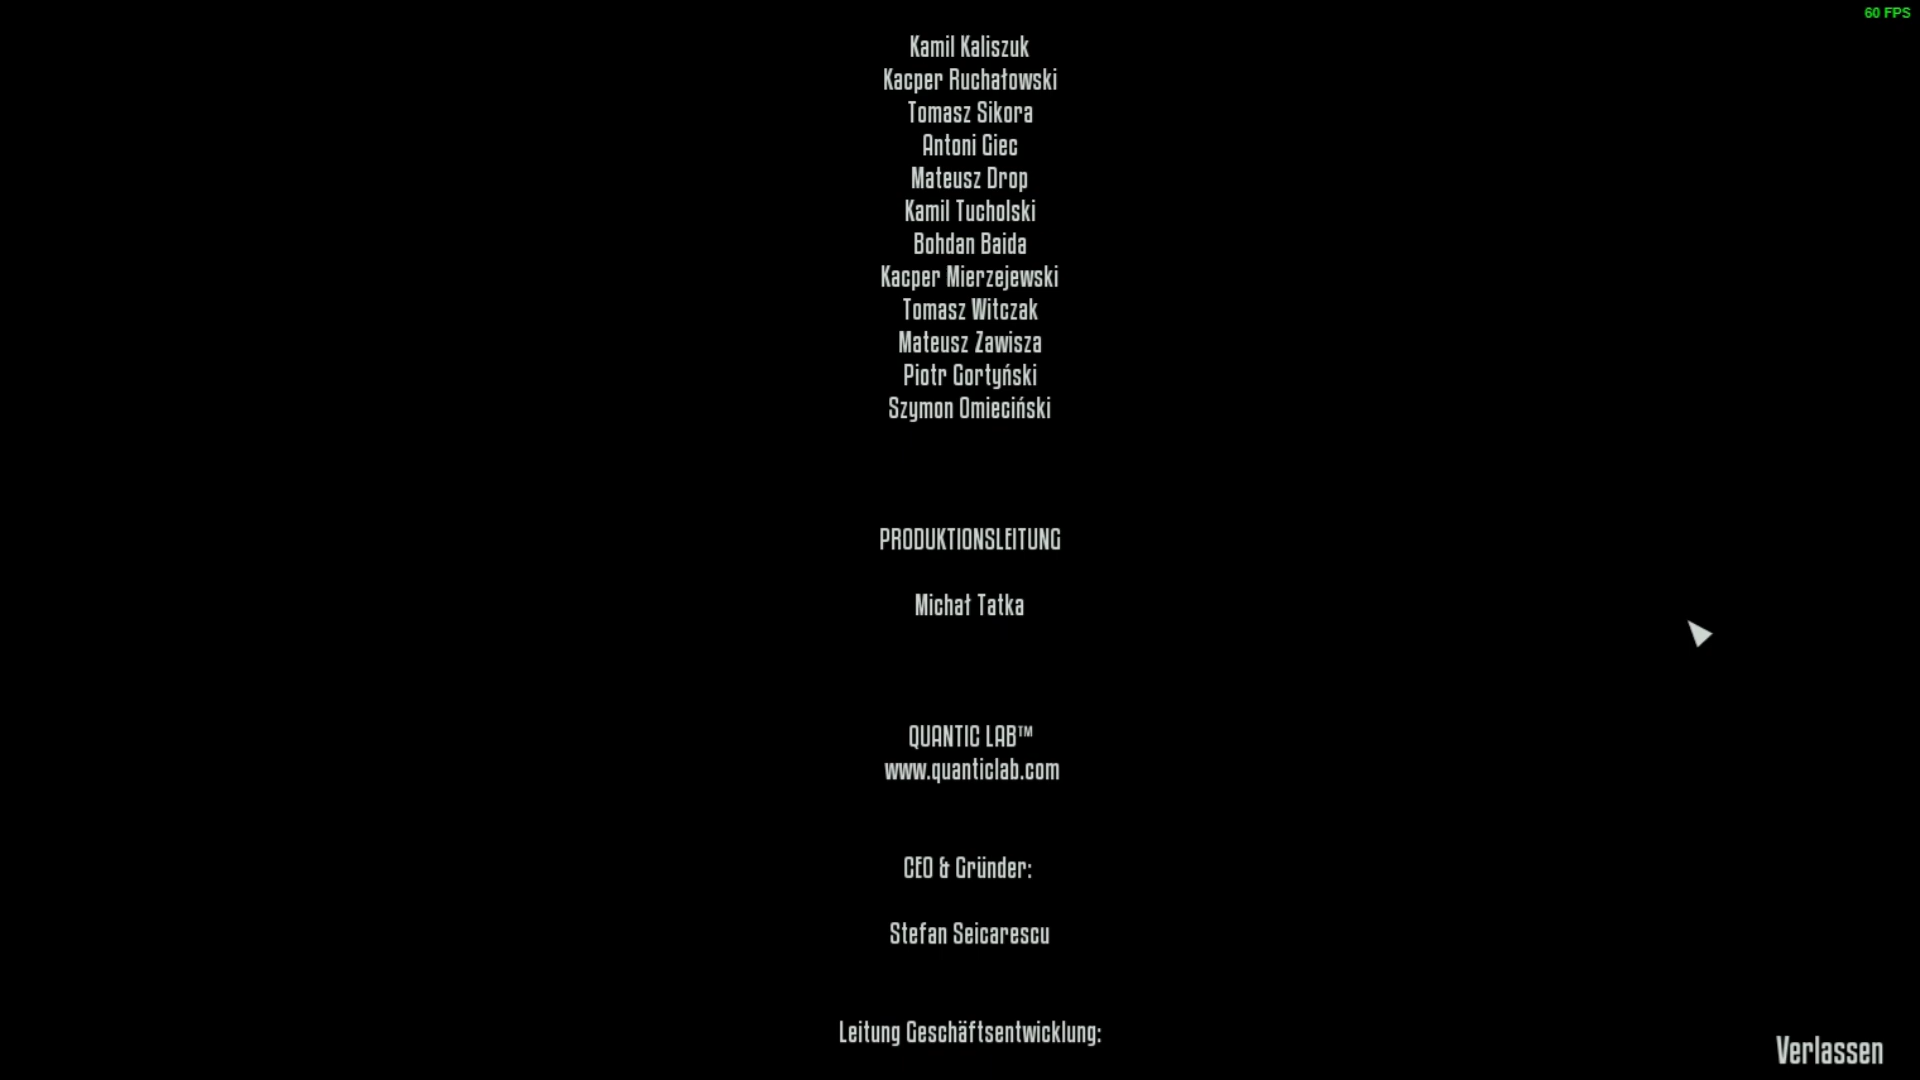 60 FPS
Kamil Kaliszuk
Kacper Ruchałowski
Tomasz Sikora
Antoni Giec
Mateusz Drop
Kamil Tucholski
Bohdan Baida
Kacper Mierzejewski
Tomasz Witczak
Mateusz Zawisza
Piotr Gortyński
Szymon Omieciński
PRODUKTIONSLEITUNG
Michał Tatka
QUANTIC LAB™
www.quanticlab.com
CEO & Gründer:
Stefan Seicarescu
Leitung Geschäftsentwicklung:
Verlassen